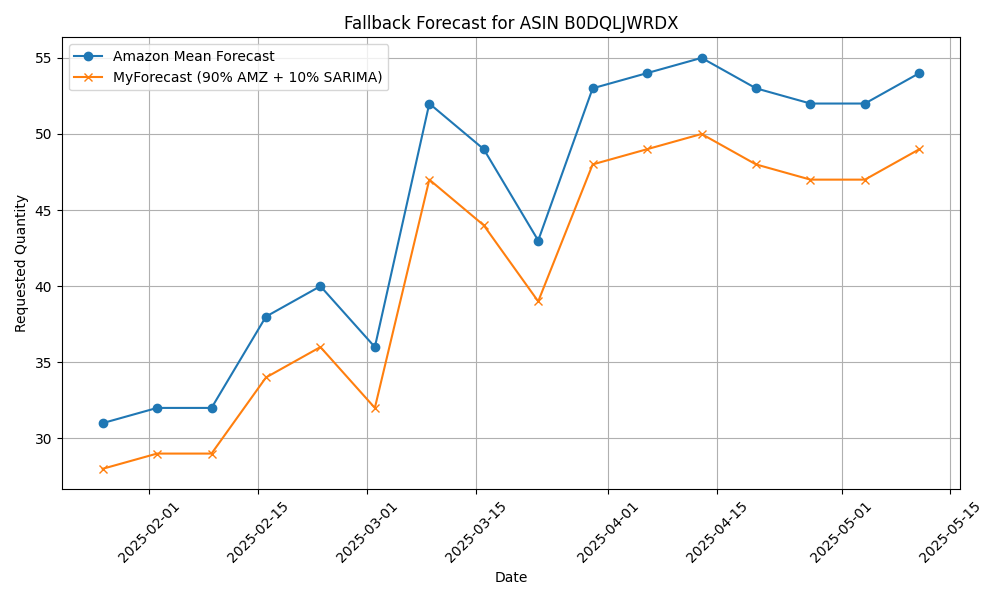 Fallback Forecast for ASIN B0DQLJWRDX
Amazon Mean Forecast
MyForecast (90% AMZ + 10% SARIMA)
Requested Quantity
55
50
45
40
35
30
2025-02-01
2025-02-15
2025-03-01
2025-03-15
2025-04-01
2025-04-15
2025-05-01
2025-05-15
Date